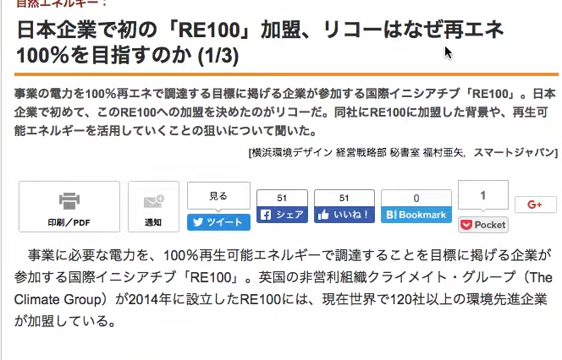 自然エネルギー：
日本企業で初の「RE100」加盟、リコーはなぜ再エネ
100%を目指すのか (1/3)
事業の電力を100％再エネで調達する目標に掲げる企業が参加する国際イニシアチブ「RE100」。日本
企業で初めて、このRE100への加盟を決めたのがリコーだ。同社にRE100に加盟した背景や、再生可
能エネルギーを活用していくことの狙いについて聞いた。
[横浜環境デザイン 経営戦略部 秘書室 福村亜矢，スマートジャパン]
印刷／PDF
通知
見る
ツイート
51
シェア
51
いいね！
0
B! Bookmark
1
Pocket
G+
事業に必要な電力を、100％再生可能エネルギーで調達することを目標に掲げる企業が
参加する国際イニシアチブ「RE100」。英国の非営利組織クライメイト・グループ（The
Climate Group）が2014年に設立したRE100には、現在世界で120社以上の環境先進企業
が加盟している。